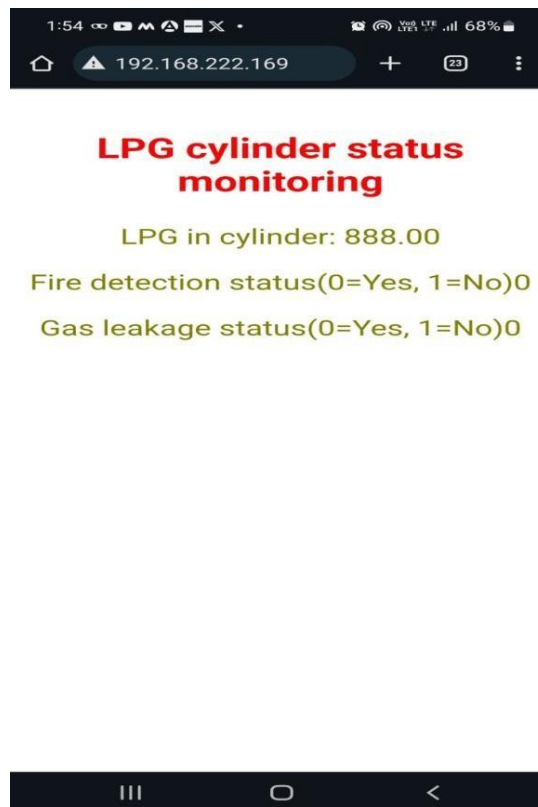 1:54 68%
192.168.222.169 23
LPG cylinder status
monitoring
LPG in cylinder: 888.00
Fire detection status(0=Yes, 1=No)0
Gas leakage status(0=Yes, 1=No)0